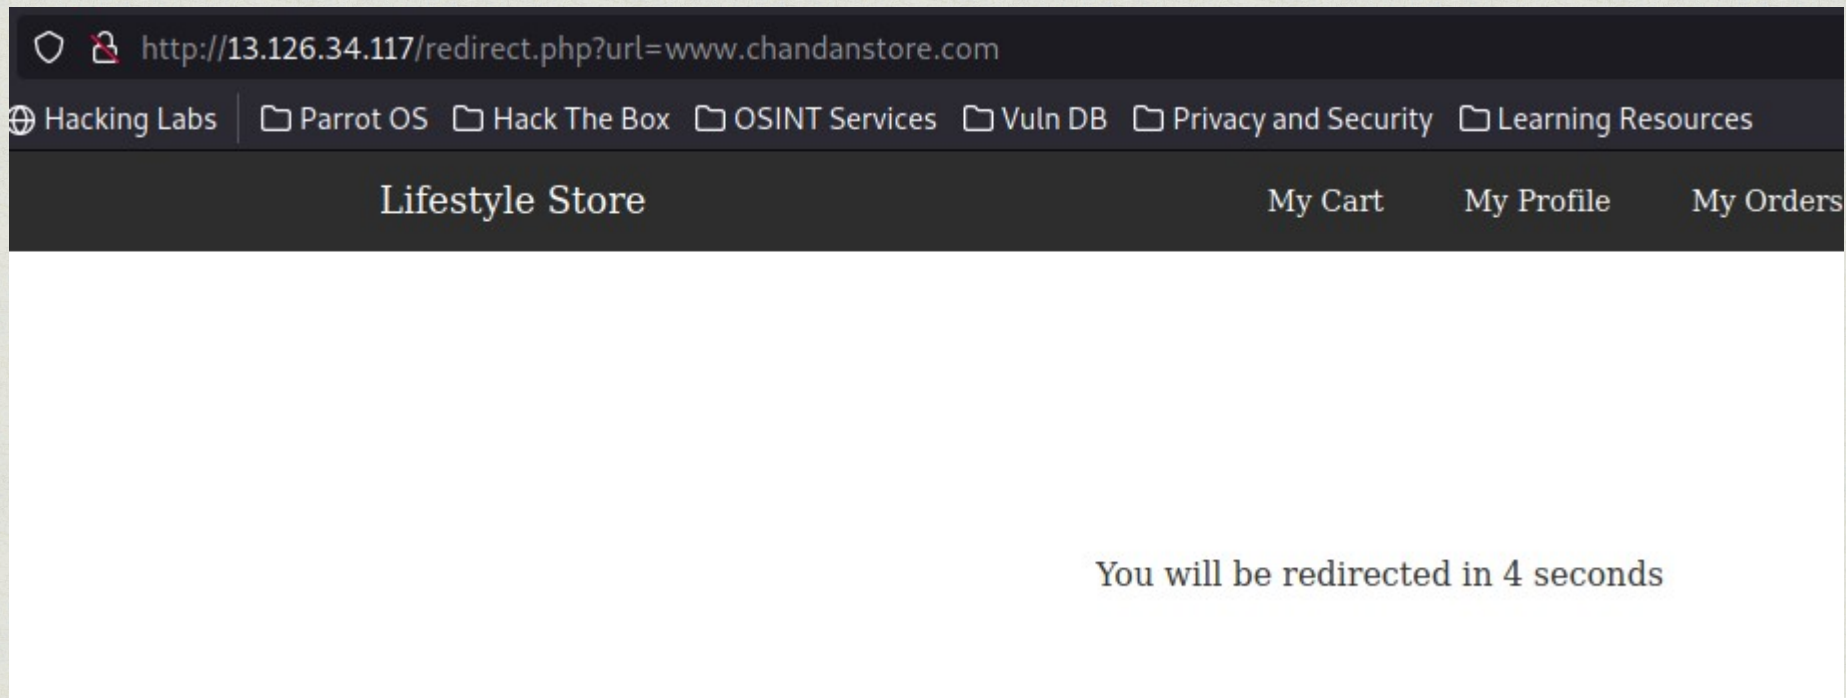 http://13.126.34.117/redirect.php?url=www.chandanstore.com
Hacking Labs Parrot OS Hack The Box OSINT Services Vuln DB Privacy and Security Learning Resources
Lifestyle Store My Cart My Profile My Orders
You will be redirected in 4 seconds